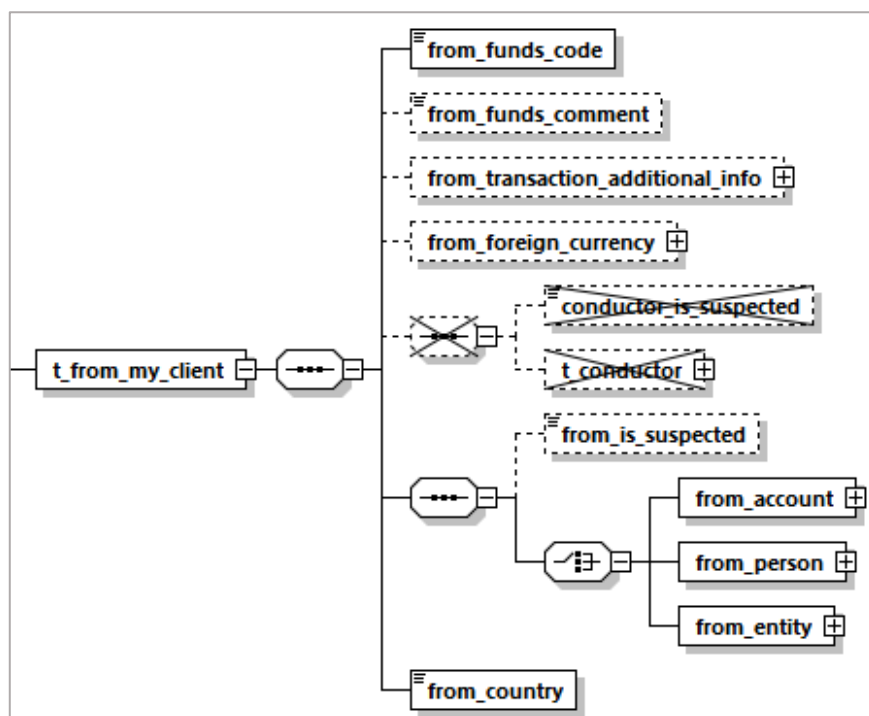 from_funds_code
from_funds_comment
from_transaction_additional_info
from_foreign_currency
conductor_is_suspected
t_from_my_client
t_conductor
from_is_suspected
from_account
from_person
from_entity
from_country